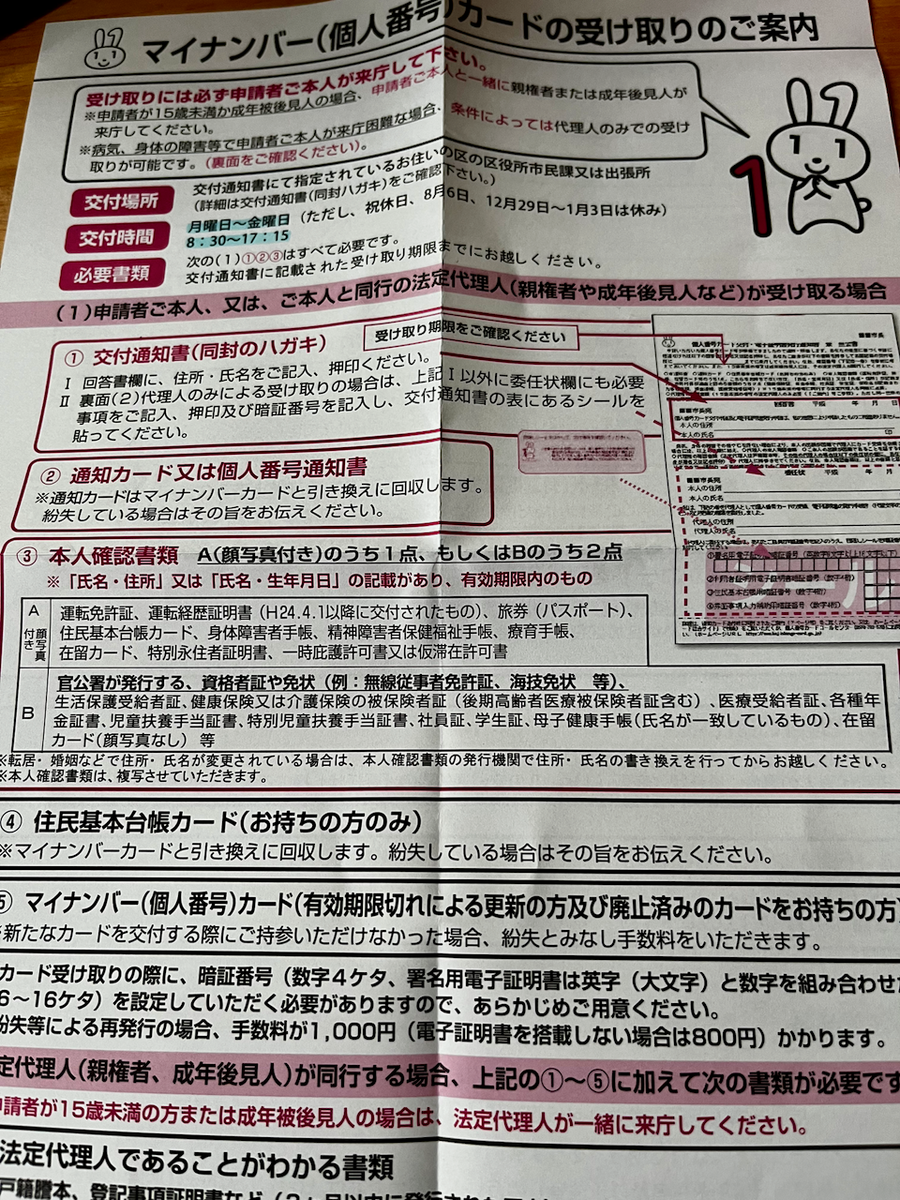 マイナンバー(個人番号)カードの受け取りのご案内
受け取りには必ず申請者ご本人が来庁して下さい。
※申請者が15歳未満か成年被後見人の場合、申請者ご本人と一緒に親権者または成年後見人が
来庁してください。
※病気、身体の障害等で申請者ご本人が来庁困難な場合、条件によっては代理人のみでの受け
取りが可能です。(裏面をご確認ください)。
交付場所
交付通知書にて指定されているお住いの区の区役所市民課又は出張所
(詳細は交付通知書(同封ハガキ)をご確認下さい。)
交付時間
月曜日～金曜日(ただし、祝休日、8月6日、12月29日～1月3日は休み)
8:30～17:15
必要書類
次の(1)①②③はすべて必要です。
交付通知書に記載された受け取り期限までにお越しください。
1
(1)申請者ご本人、又は、ご本人と同行の法定代理人(親権者や成年後見人など)が受け取る場合
受け取り期限をご確認ください
① 交付通知書(同封のハガキ)
Ⅰ 回答書欄に、住所・氏名をご記入、押印ください。
Ⅱ 裏面(2)代理人のみによる受け取りの場合は、上記Ⅰ以外に委任状欄にも必要
事項をご記入、押印及び暗証番号を記入し、交付通知書の表にあるシールを
貼ってください。
② 通知カード又は個人番号通知書
※通知カードはマイナンバーカードと引き換えに回収します。
紛失している場合はその旨をお伝えください。
本人の住所
本人の氏名
委任状
本人の住所
本人の氏名
代理人の住所
代理人の氏名
③ 本人確認書類 A(顔写真付き)のうち1点、もしくはBのうち2点
※「氏名・住所」又は「氏名・生年月日」の記載があり、有効期限内のもの
A 顔写真付き
運転免許証、運転経歴証明書(H24.4.1以降に交付されたもの)、旅券(パスポート)、
住民基本台帳カード、身体障害者手帳、精神障害者保健福祉手帳、療育手帳、
在留カード、特別永住者証明書、一時庇護許可書又は仮滞在許可書
B
官公署が発行する、資格者証や免状(例:無線従事者免許証、海技免状 等)、
生活保護受給者証、健康保険又は介護保険の被保険者証(後期高齢者医療被保険者証含む)、医療受給者証、各種年
金証書、児童扶養手当証書、特別児童扶養手当証書、社員証、学生証、母子健康手帳(氏名が一致しているもの)、在留
カード(顔写真なし) 等
※転居・婚姻などで住所・氏名が変更されている場合は、本人確認書類の発行機関で住所・氏名の書き換えを行ってからお越しください。
※本人確認書類は、複写させていただきます。
④ 住民基本台帳カード(お持ちの方のみ)
※マイナンバーカードと引き換えに回収します。紛失している場合はその旨をお伝えください。
⑤ マイナンバー(個人番号)カード(有効期限切れによる更新の方及び廃止済みのカードをお持ちの方)
※新たなカードを交付する際にご持参いただけなかった場合、紛失とみなし手数料をいただきます。
カード受け取りの際に、暗証番号(数字4ケタ、署名用電子証明書は英字(大文字)と数字を組み合わせた
6～16ケタ)を設定していただく必要がありますので、あらかじめご用意ください。
紛失等による再発行の場合、手数料が1,000円(電子証明書を搭載しない場合は800円)かかります。
定代理人(親権者、成年後見人)が同行する場合、上記の①～⑤に加えて次の書類が必要です
申請者が15歳未満の方または成年被後見人の場合は、法定代理人が一緒に来庁してください。
法定代理人であることがわかる書類
戸籍謄本、登記事項証明書など